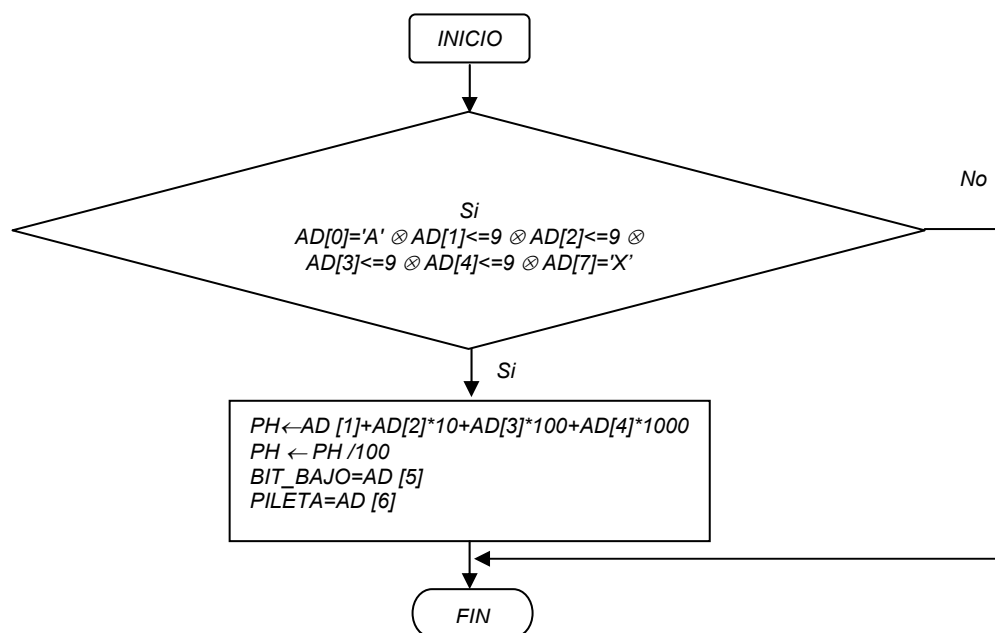 INICIO
No
Si
AD[0]='A' ⊗ AD[1]<=9 ⊗ AD[2]<=9 ⊗
AD[3]<=9 ⊗ AD[4]<=9 ⊗ AD[7]='X'
Si
PH←AD [1]+AD[2]*10+AD[3]*100+AD[4]*1000
PH ← PH /100
BIT_BAJO=AD [5]
PILETA=AD [6]
FIN